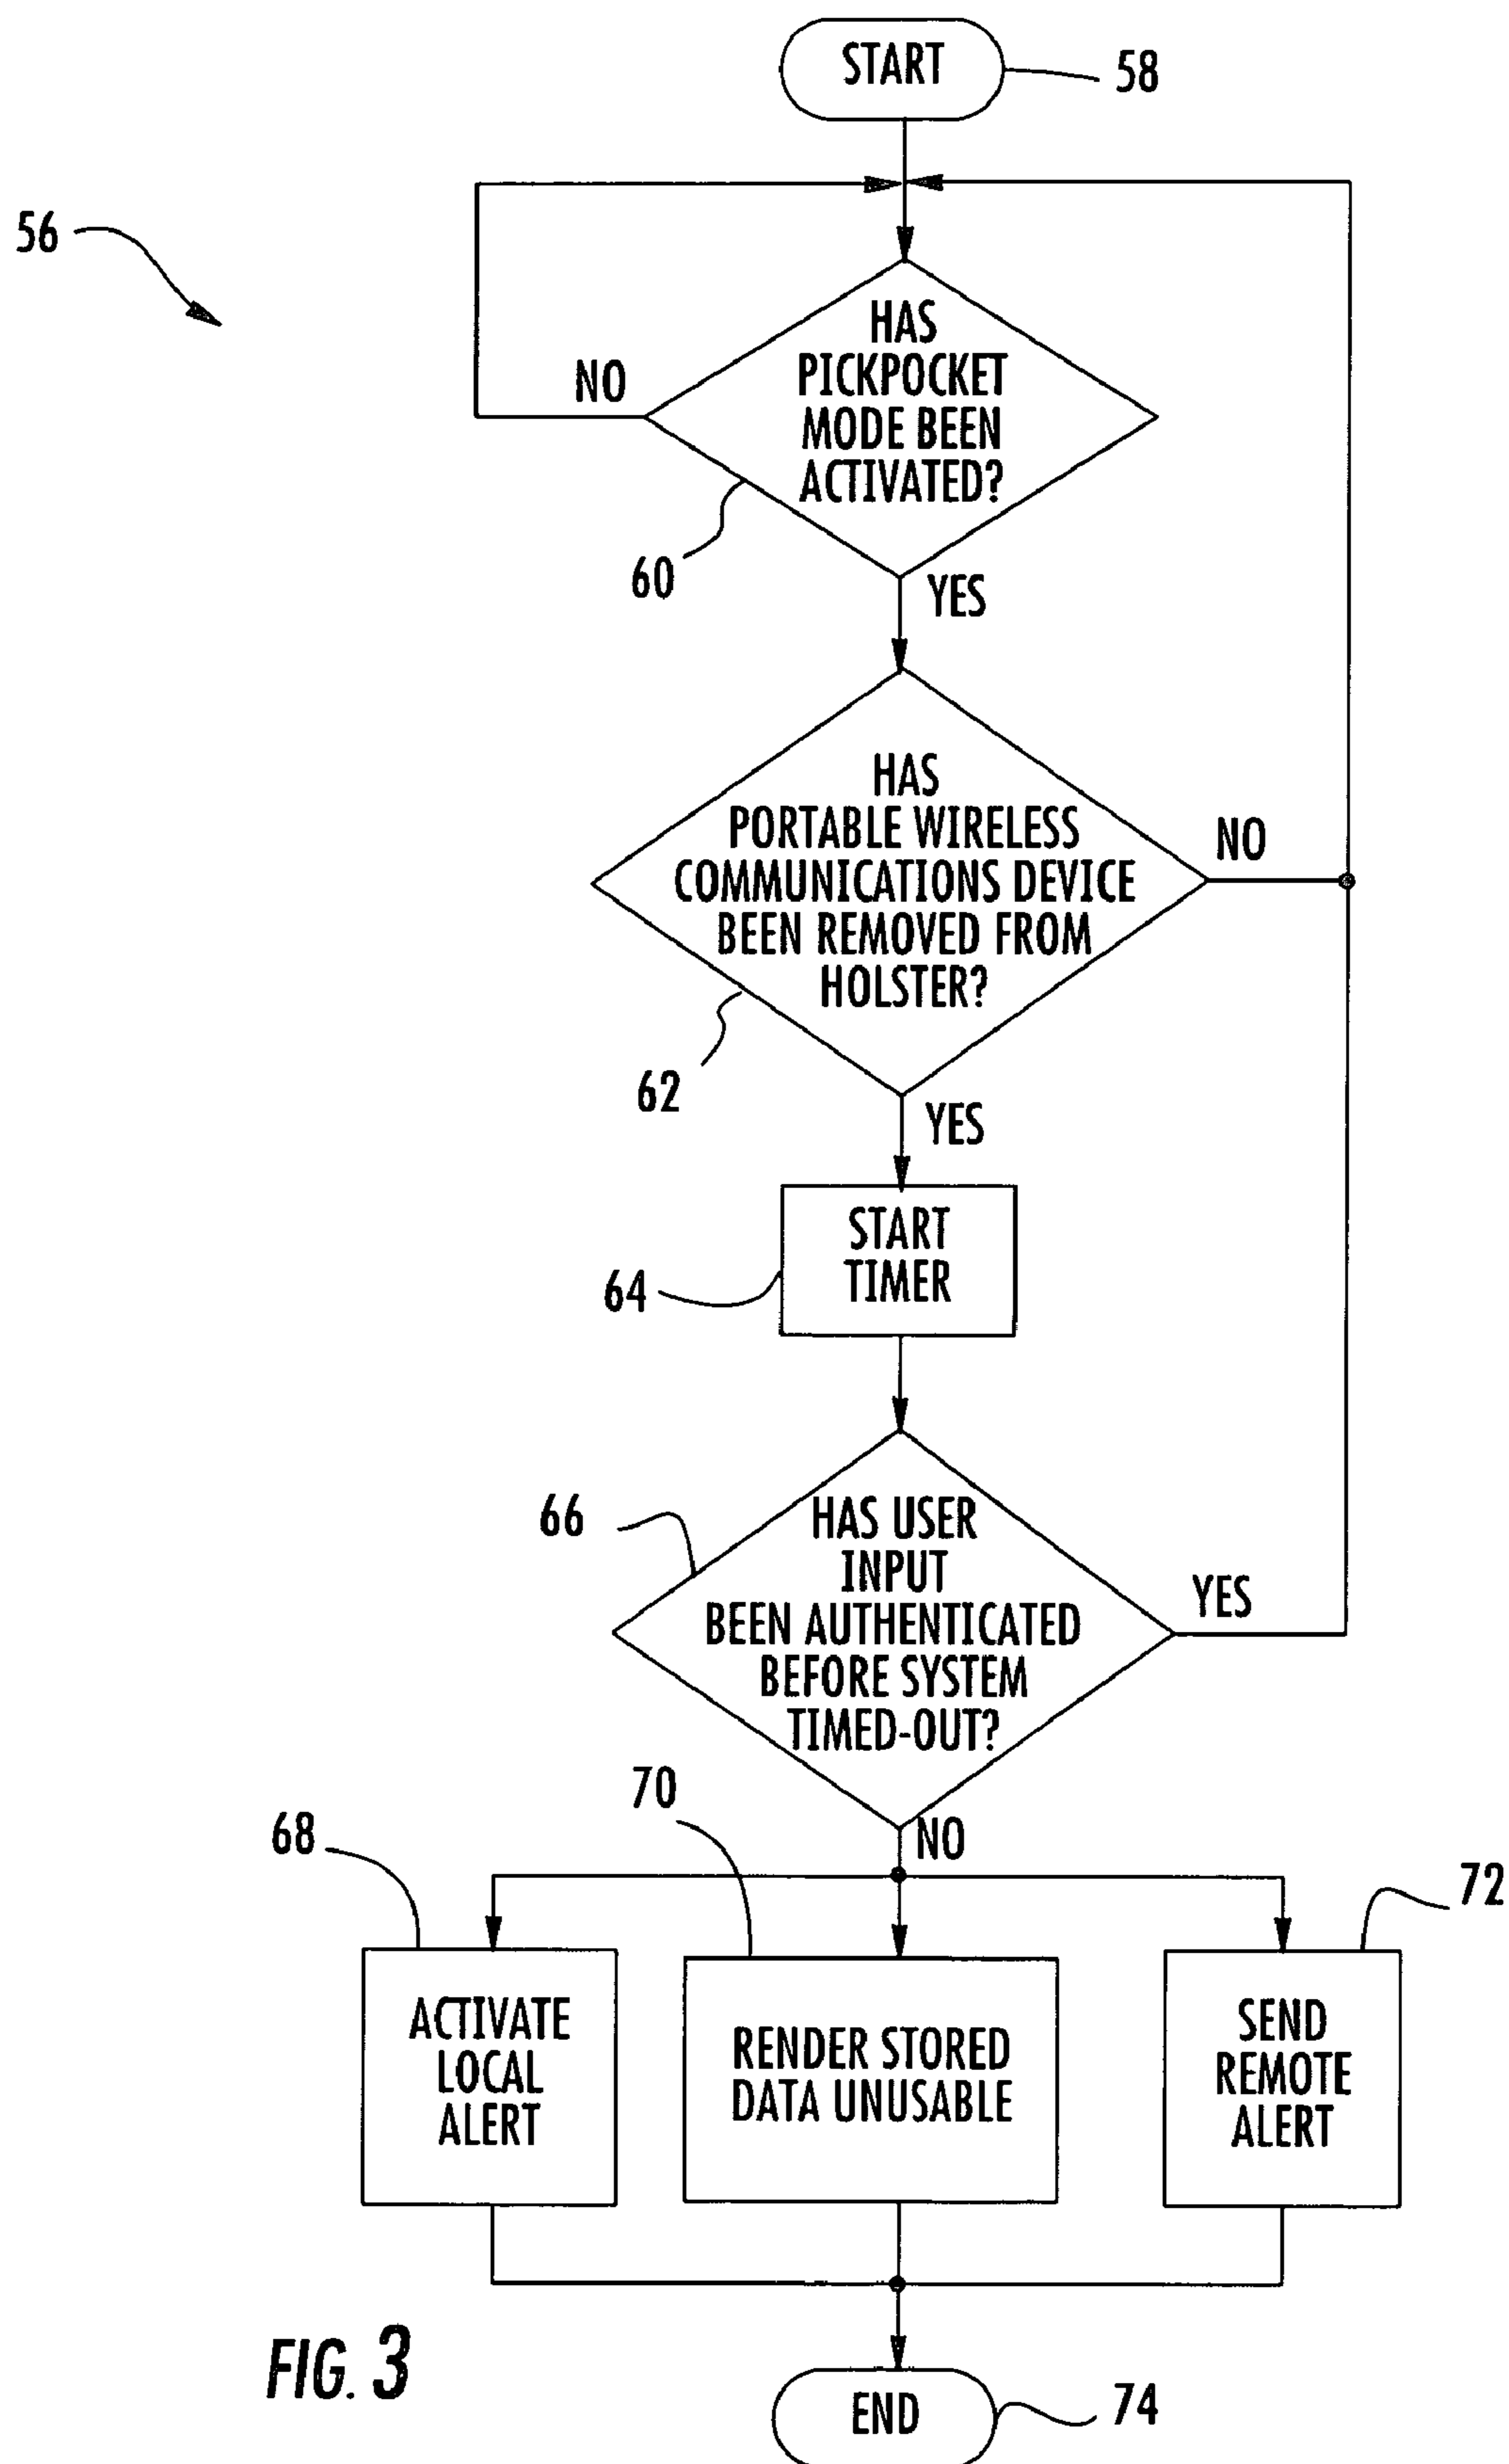 START
58
56
HAS
PICKPOCKET
MODE BEEN
ACTIVATED?
NO
60
YES
HAS
PORTABLE WIRELESS
COMMUNICATIONS DEVICE
BEEN REMOVED FROM
HOLSTER?
NO
62
YES
START
TIMER
64
66
HAS USER
INPUT
BEEN AUTHENTICATED
BEFORE SYSTEM
TIMED-OUT?
YES
70
NO
68
72
ACTIVATE
LOCAL
ALERT
RENDER STORED
DATA UNUSABLE
SEND
REMOTE
ALERT
FIG. 3
END
74